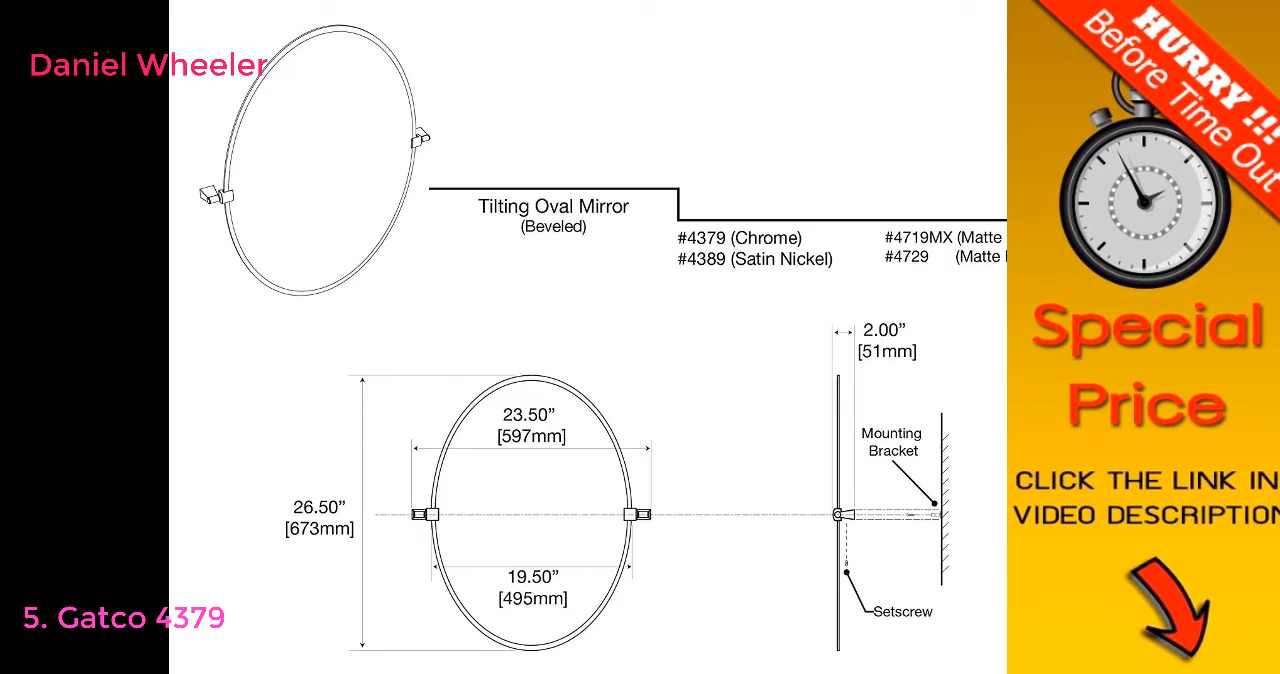 Daniel Wheeler
HURRY !!!
Before Time Out
Tilting Oval Mirror
(Beveled)
#4379 (Chrome)
#4389 (Satin Nickel)
#4719MX (Matte
#4729 (Matte
Special
Price
CLICK THE LINK IN
VIDEO DESCRIPTION
2.00”
[51mm]
23.50”
[597mm]
Mounting
Bracket
26.50”
[673mm]
19.50”
[495mm]
Setscrew
5. Gatco 4379